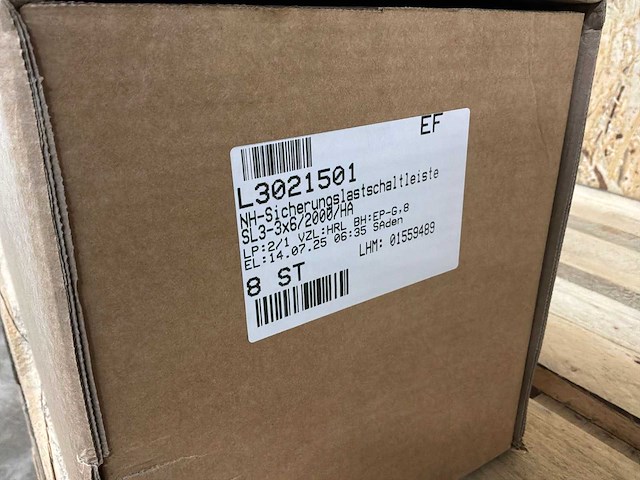 EF
L3021501
NH-Sicherungslastschaltleiste
SL3-3x6/2000/HA
LP:2/1 VZL:HRL BH:EP-G,8
EL:14.07.25 06:35 SAden
LHM: 01559489
8 ST